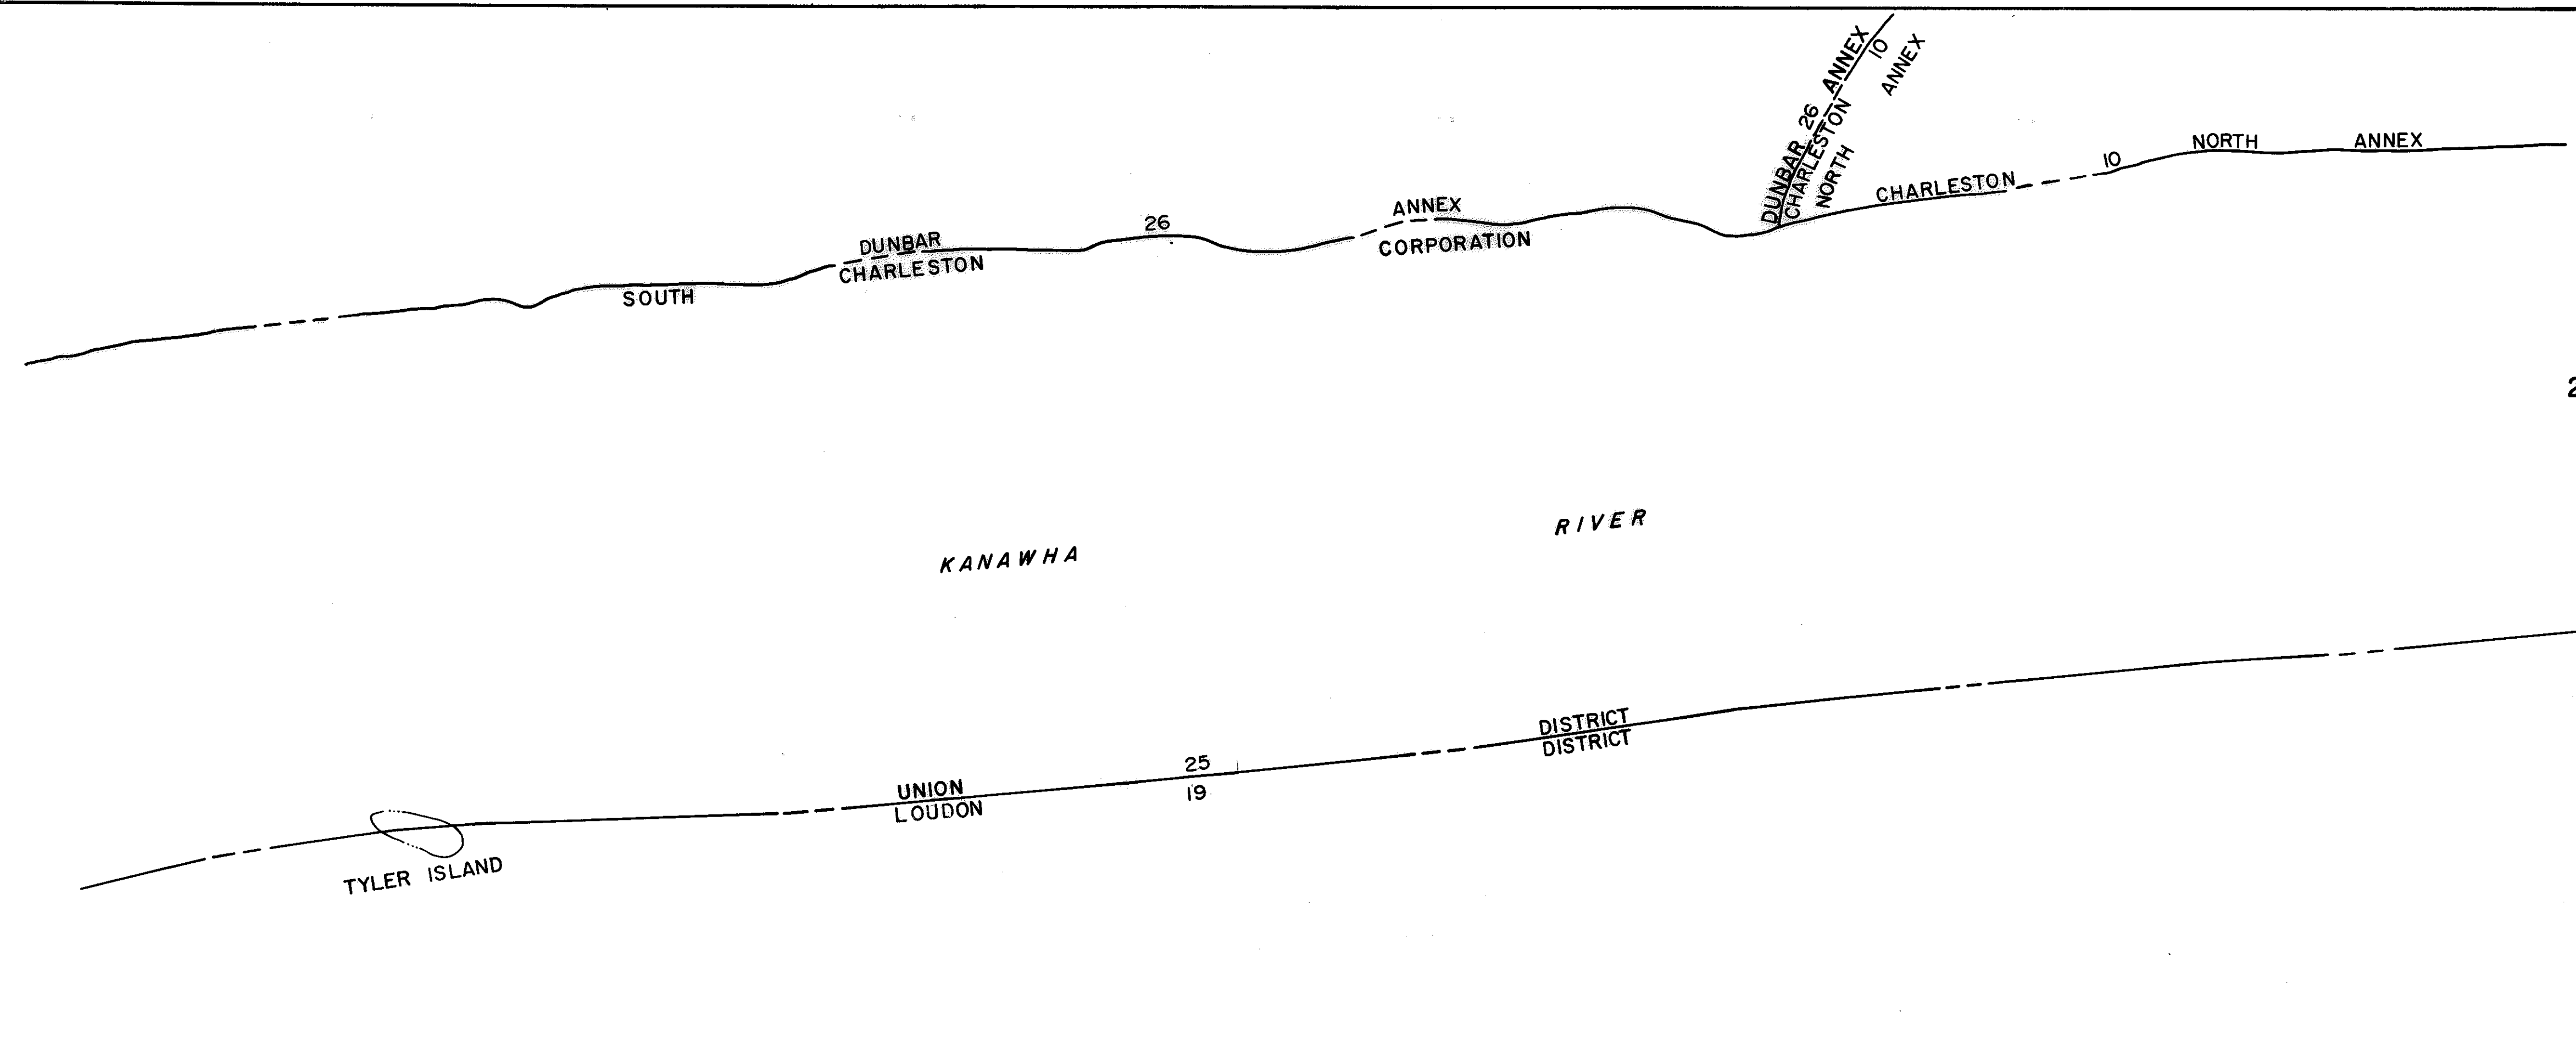 DUNBAR 26 ANNEX
CHARLESTON 10
NORTH ANNEX
DUNBAR 26 ANNEX
SOUTH CHARLESTON CORPORATION
CHARLESTON 10 NORTH ANNEX
2
KANAWHA RIVER
UNION 25 DISTRICT
LOUDON 19 DISTRICT
TYLER ISLAND